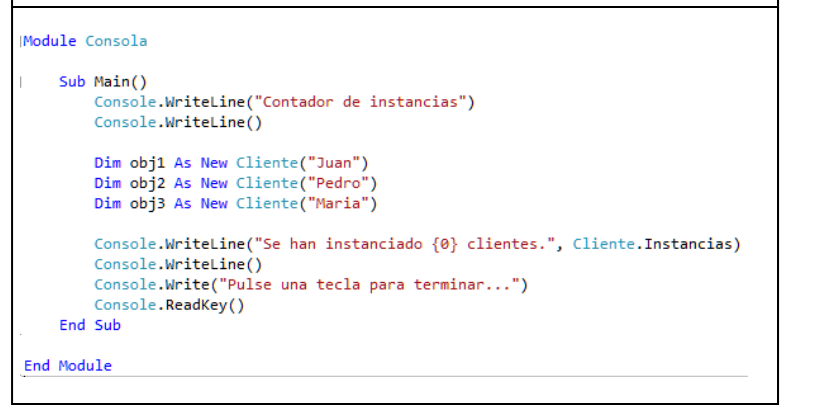 Module Consola
Sub Main()
Console.WriteLine("Contador de instancias")
Console.WriteLine()
Dim obj1 As New Cliente("Juan")
Dim obj2 As New Cliente("Pedro")
Dim obj3 As New Cliente("Maria")
Console.WriteLine("Se han instanciado {0} clientes.", Cliente.Instancias)
Console.WriteLine()
Console.Write("Pulse una tecla para terminar...")
Console.ReadKey()
End Sub
End Module